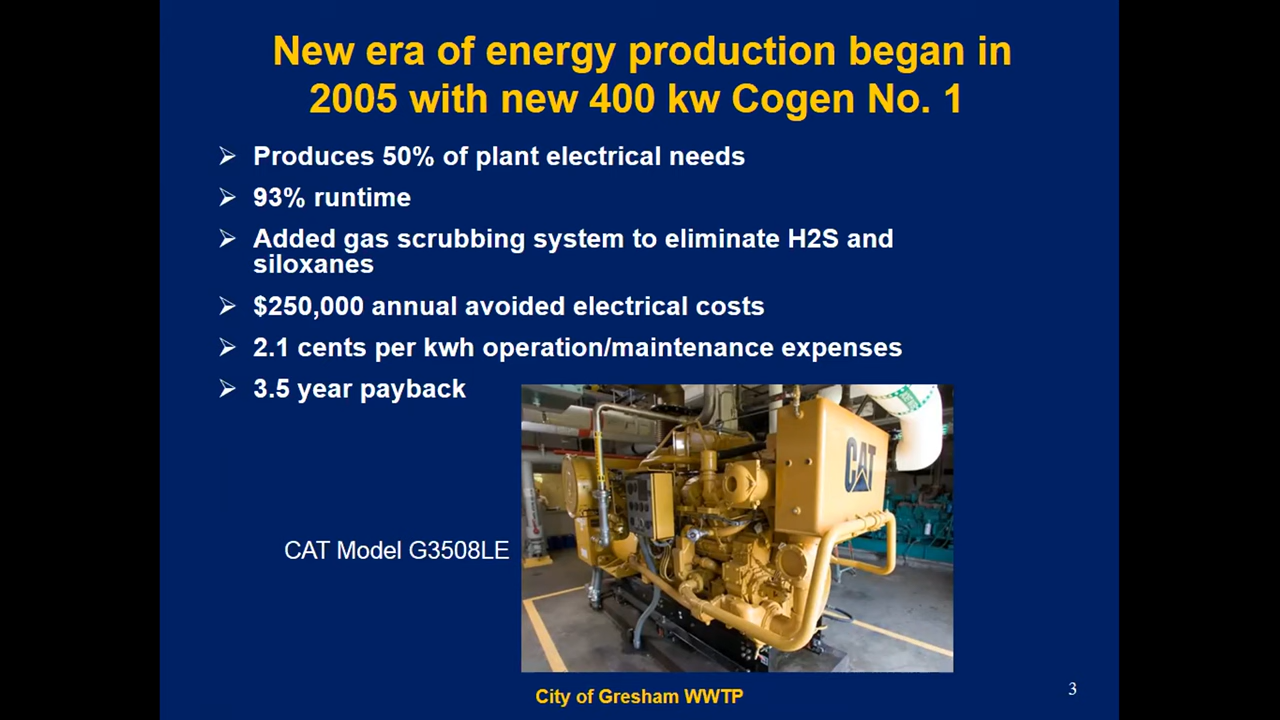 New era of energy production began in
2005 with new 400 kw Cogen No. 1
Produces 50% of plant electrical needs
93% runtime
Added gas scrubbing system to eliminate H2S and
siloxanes
$250,000 annual avoided electrical costs
2.1 cents per kwh operation/maintenance expenses
3.5 year payback
CAT
CAT Model G3508LE
City of Gresham WWTP
3